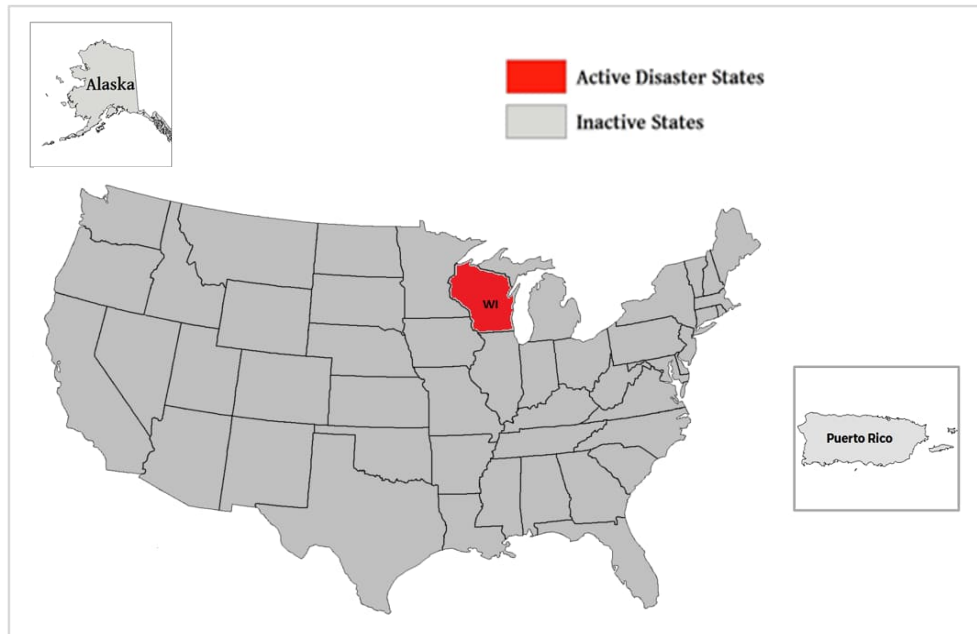 Alaska
Active Disaster States
Inactive States
WI
Puerto Rico